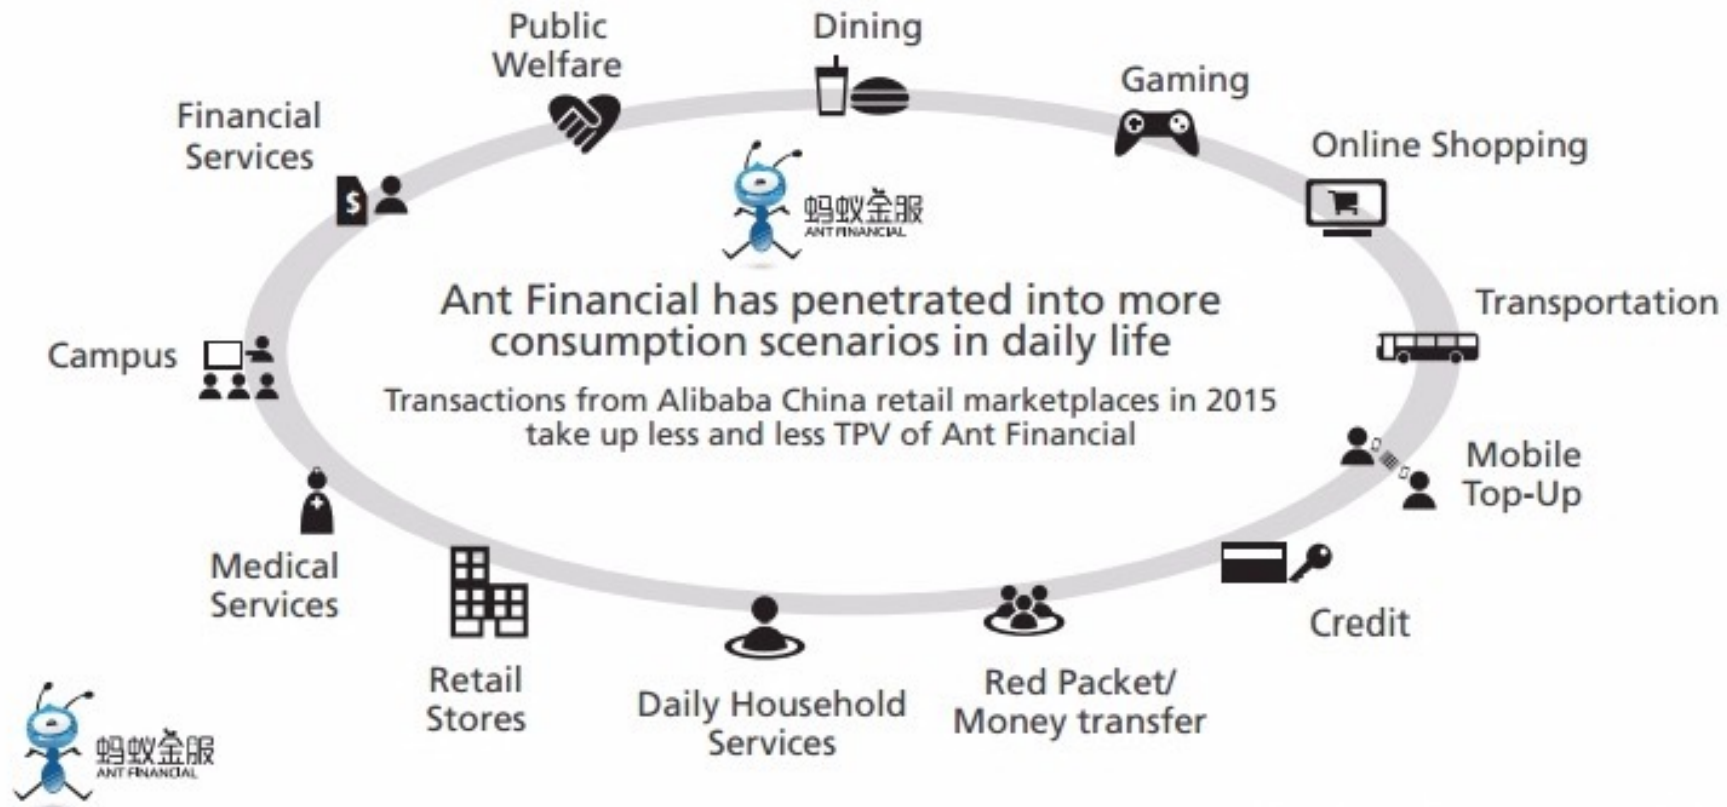 Public
Welfare
Dining
Gaming
Financial
Services
Online Shopping
$
蚂蚁金服
ANT FINANCIAL
Ant Financial has penetrated into more
consumption scenarios in daily life
Transportation
Campus
Transactions from Alibaba China retail marketplaces in 2015
take up less and less TPV of Ant Financial
Mobile
Top-Up
Medical
Services
Credit
Retail
Stores
Daily Household
Services
Red Packet/
Money transfer
蚂蚁金服
ANT FINANCIAL